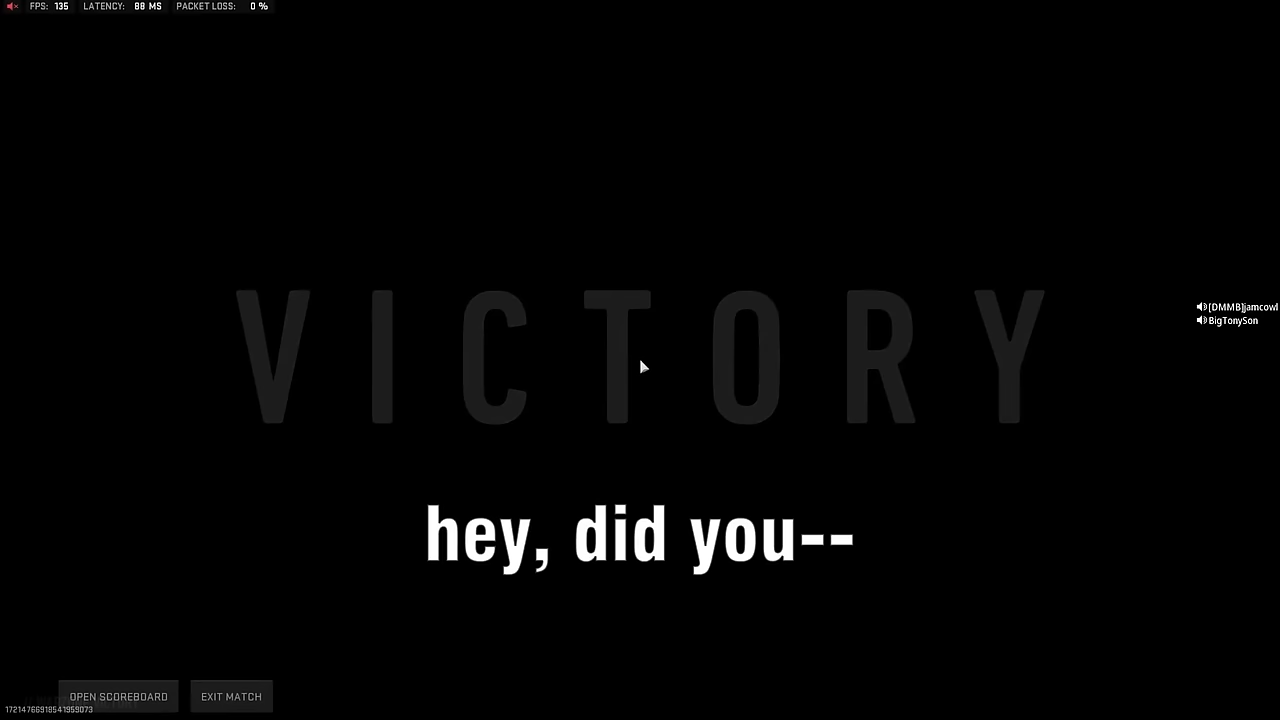 FPS: 135 LATENCY: 88 MS PACKET LOSS: 0 %
VICTORY
[DMMB]jamcowl
BigTonySon
hey, did you--
OPEN SCOREBOARD EXIT MATCH
17214766918541959073